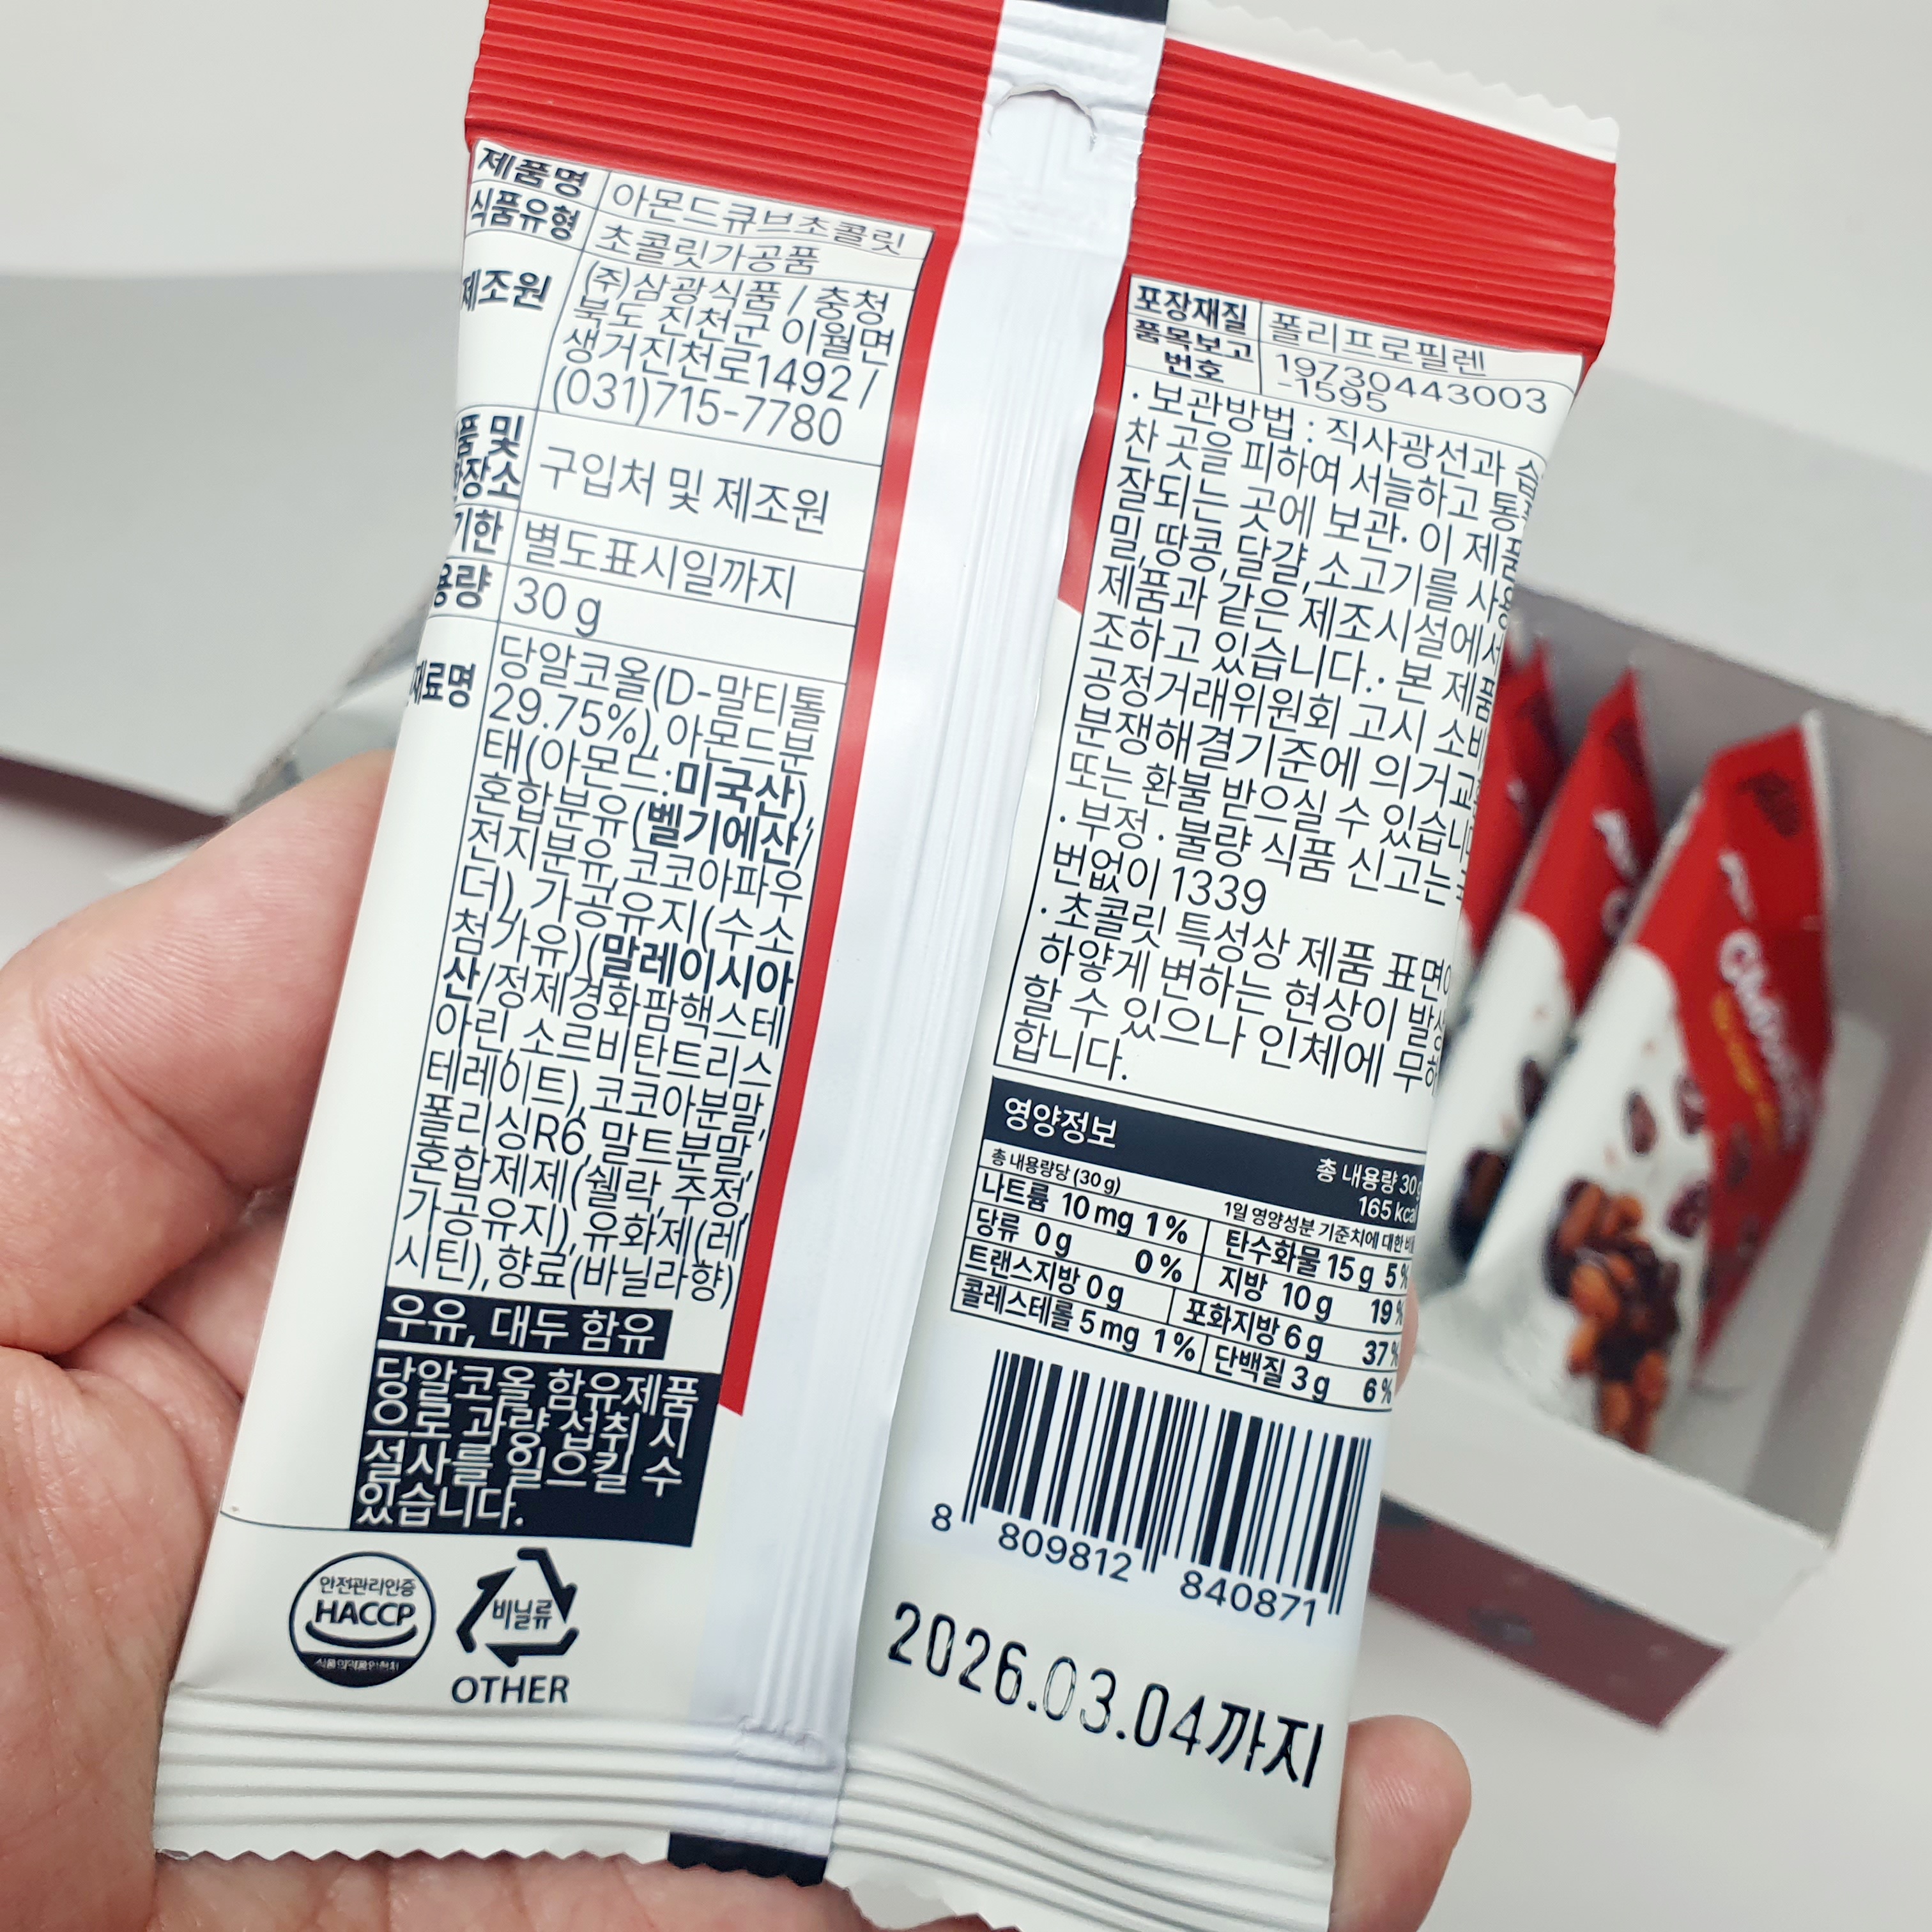 제품명 아몬드큐브초콜릿
식품유형 초콜릿가공품
제조원 (주)삼광식품 / 충청
북도 진천군 이월면
생거진천로1492 /
(031)715-7780
품 및
장소 구입처 및 제조원
기한 별도표시일까지
용량 30 g
재료명 당알코올(D-말티톨
29.75%), 아몬드분
태(아몬드:미국산),
혼합분유(벨기에산/
전지분유, 코코아파우
더), 가공유지(수소
첨가유)(말레이시아
산/정제경화팜핵스테
아린, 소르비탄트리스
테레이트), 코코아분말,
폴리싱R6, 말트분말,
혼합제제(쉘락, 주정,
가공유지), 유화제(레
시틴), 향료(바닐라향)
우유, 대두 함유
당알코올 함유제품
으로 과량 섭취 시
설사를 일으킬 수
있습니다.
안전관리인증
HACCP
비닐류
OTHER
포장재질 폴리프로필렌
품목보고
번호 19730443003
-1595
· 보관방법 : 직사광선과 습
찬 곳을 피하여 서늘하고 통
잘되는 곳에 보관. · 이 제품
밀, 땅콩, 달걀, 소고기를 사용
제품과 같은 제조시설에서
조하고 있습니다. · 본 제품
공정거래위원회 고시 소비
분쟁해결기준에 의거 교
또는 환불 받으실 수 있습니
· 부정 · 불량 식품 신고는
번없이 1339
· 초콜릿 특성상 제품 표면이
하얗게 변하는 현상이 발생
할 수 있으나 인체에 무해
합니다.
영양정보
총 내용량 30g
165 kcal
총 내용량당 (30 g) 1일 영양성분 기준치에 대한 비
나트륨 10 mg 1 % 탄수화물 15 g 5 %
당류 0 g 0 % 지방 10 g 19 %
트랜스지방 0 g 포화지방 6 g 37 %
콜레스테롤 5 mg 1 % 단백질 3 g 6 %
8 809812 840871
2026.03.04까지